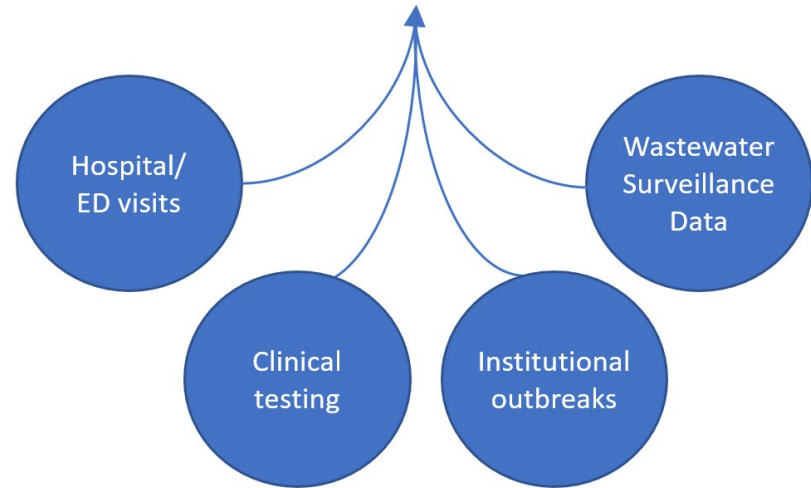 Hospital/
ED visits
Wastewater
Surveillance
Data
Clinical
testing
Institutional
outbreaks